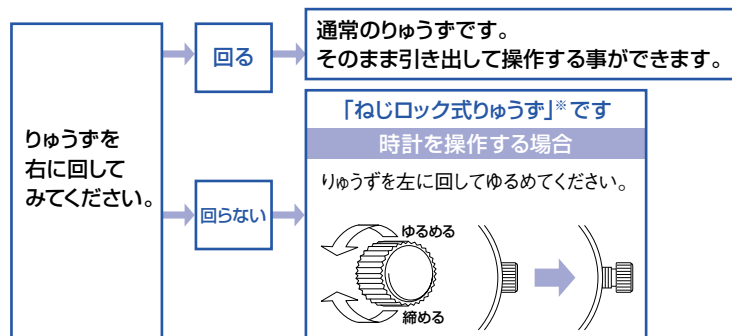 りゅうずを
右に回して
みてください。
回る
通常のりゅうずです。
そのまま引き出して操作する事ができます。
回らない
「ねじロック式りゅうず」※です
時計を操作する場合
りゅうずを左に回してゆるめてください。
ゆるめる
締める